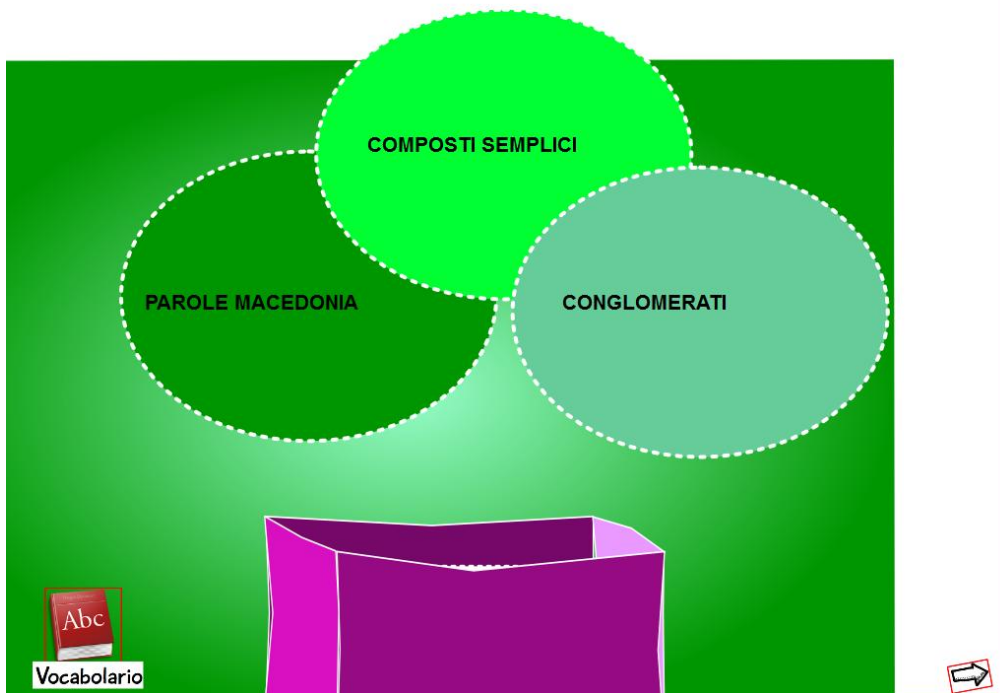 COMPOSTI SEMPLICI
PAROLE MACEDONIA
CONGLOMERATI
Abc
Vocabolario